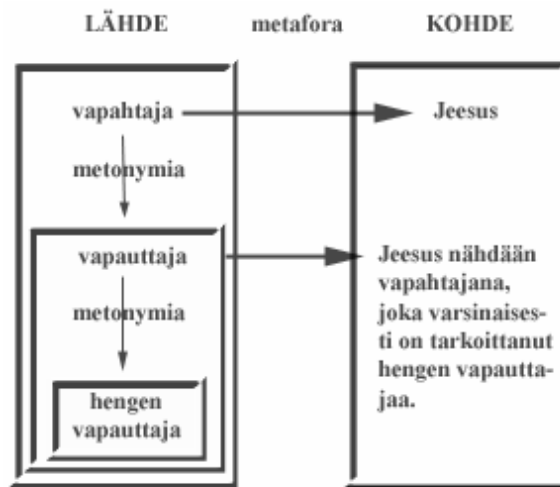 LÄHDE metafora KOHDE
vapahtaja Jeesus
metonymia
vapauttaja
metonymia
hengen
vapauttaja
Jeesus nähdään
vapahtajana,
joka varsinaises-
ti on tarkoittanut
hengen vapautta-
jaa.